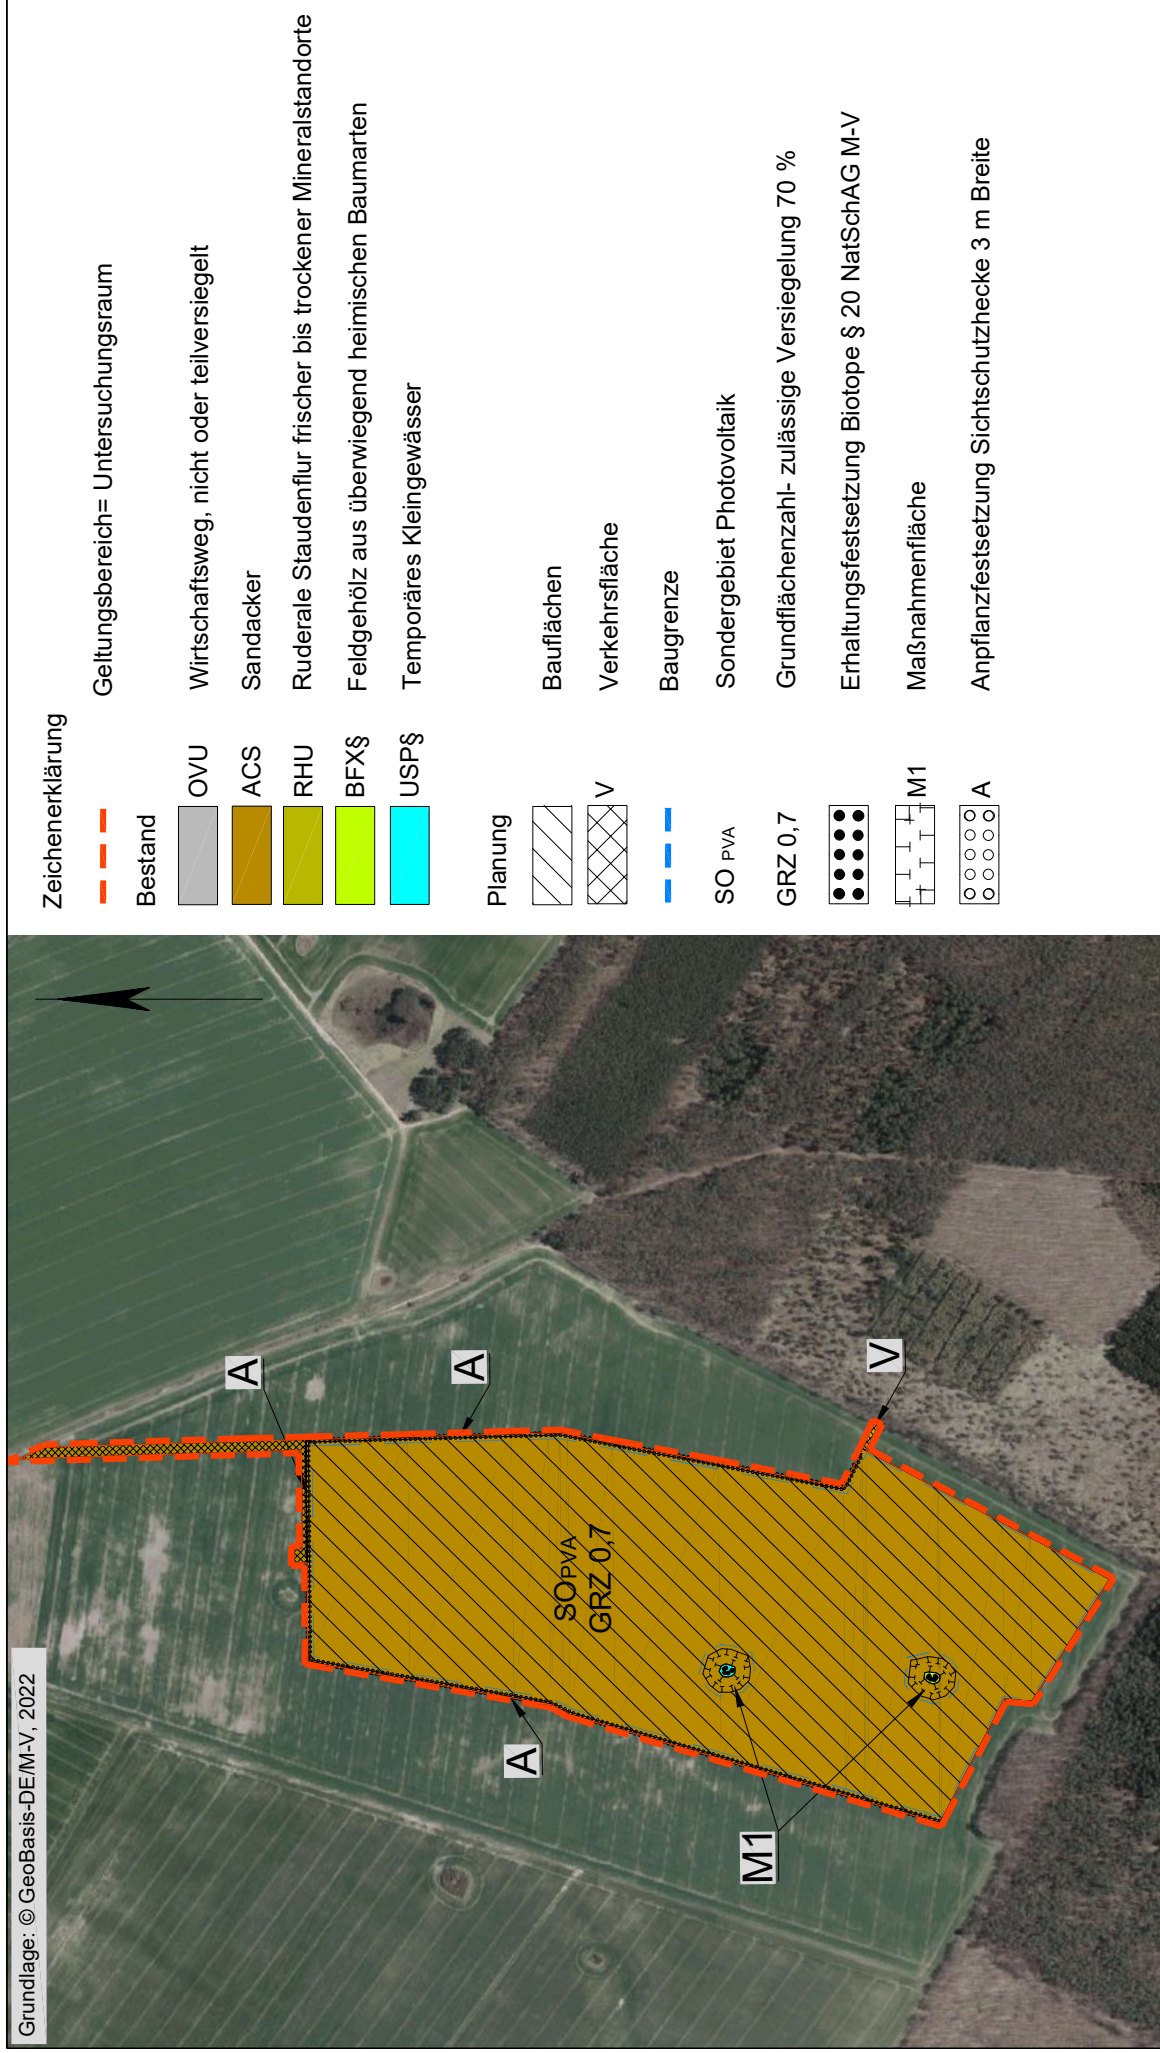 Grundlage: © GeoBasis-DE/M-V, 2022
A
A
A
V
M1
SO PVA
GRZ 0,7
Zeichenerklärung
Geltungsbereich= Untersuchungsraum
Bestand
OVU Wirtschaftsweg, nicht oder teilversiegelt
ACS Sandacker
RHU Ruderale Staudenflur frischer bis trockener Mineralstandorte
BFX§ Feldgehölz aus überwiegend heimischen Baumarten
USP§ Temporäres Kleingewässer
Planung
Bauflächen
V Verkehrsfläche
Baugrenze
SO PVA Sondergebiet Photovoltaik
GRZ 0,7 Grundflächenzahl- zulässige Versiegelung 70 %
Erhaltungsfestsetzung Biotope § 20 NatSchAG M-V
M1 Maßnahmenfläche
A Anpflanzfestsetzung Sichtschutzhecke 3 m Breite